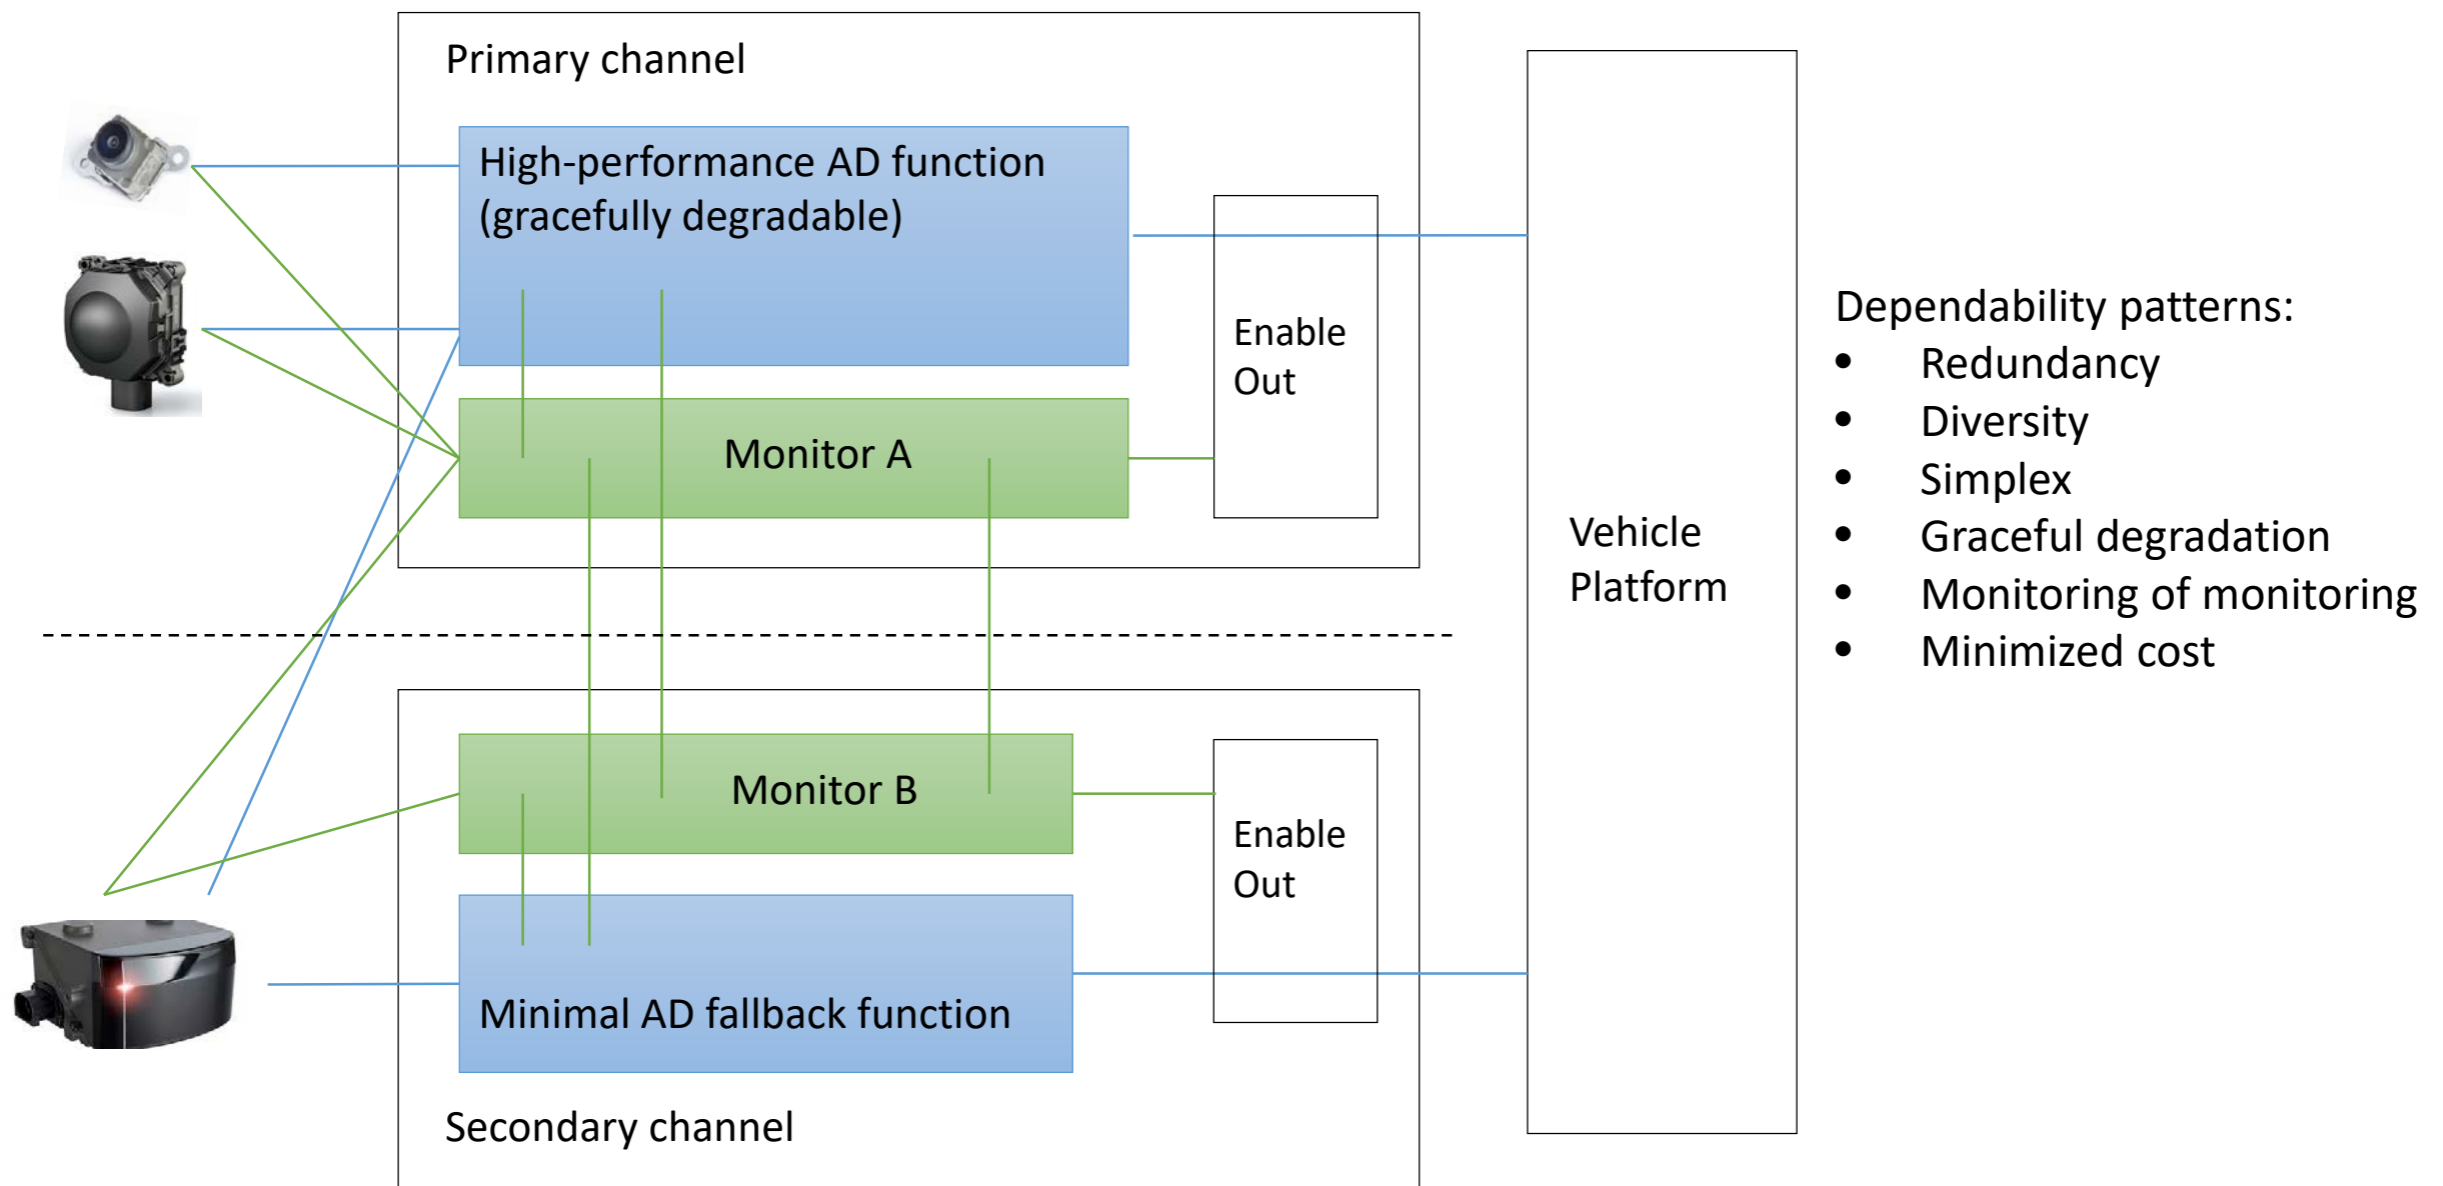 Primary channel
High-performance AD function
(gracefully degradable)
Enable
Out
Monitor A
Vehicle
Platform
Monitor B
Enable
Out
Minimal AD fallback function
Secondary channel
Dependability patterns:
• Redundancy
• Diversity
• Simplex
• Graceful degradation
• Monitoring of monitoring
• Minimized cost